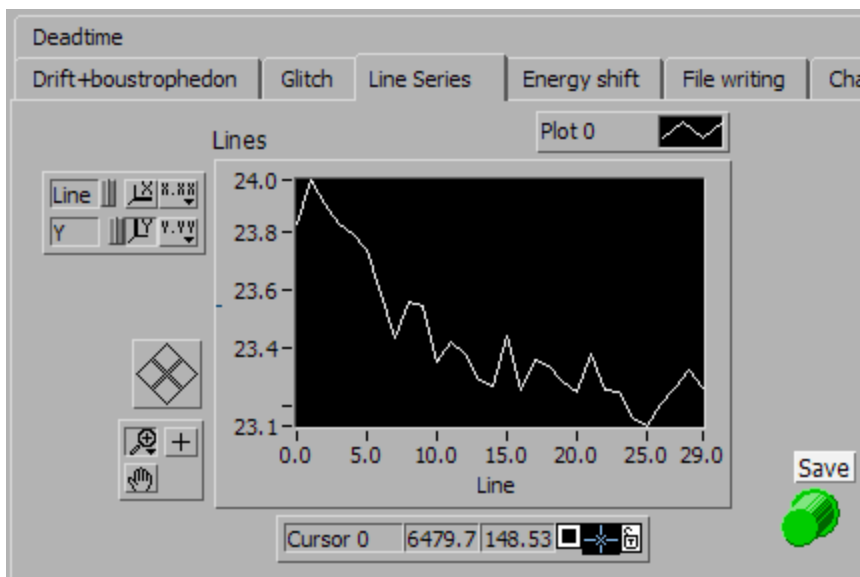 Deadtime
Drift+boustrophedon Glitch Line Series Energy shift File writing Cha
Lines Plot 0
Line X.XX
Y Y.YY
24.0
23.8
23.6
23.4
23.1
0.0 5.0 10.0 15.0 20.0 25.0 29.0
Line
Save
Cursor 0 6479.7 148.53